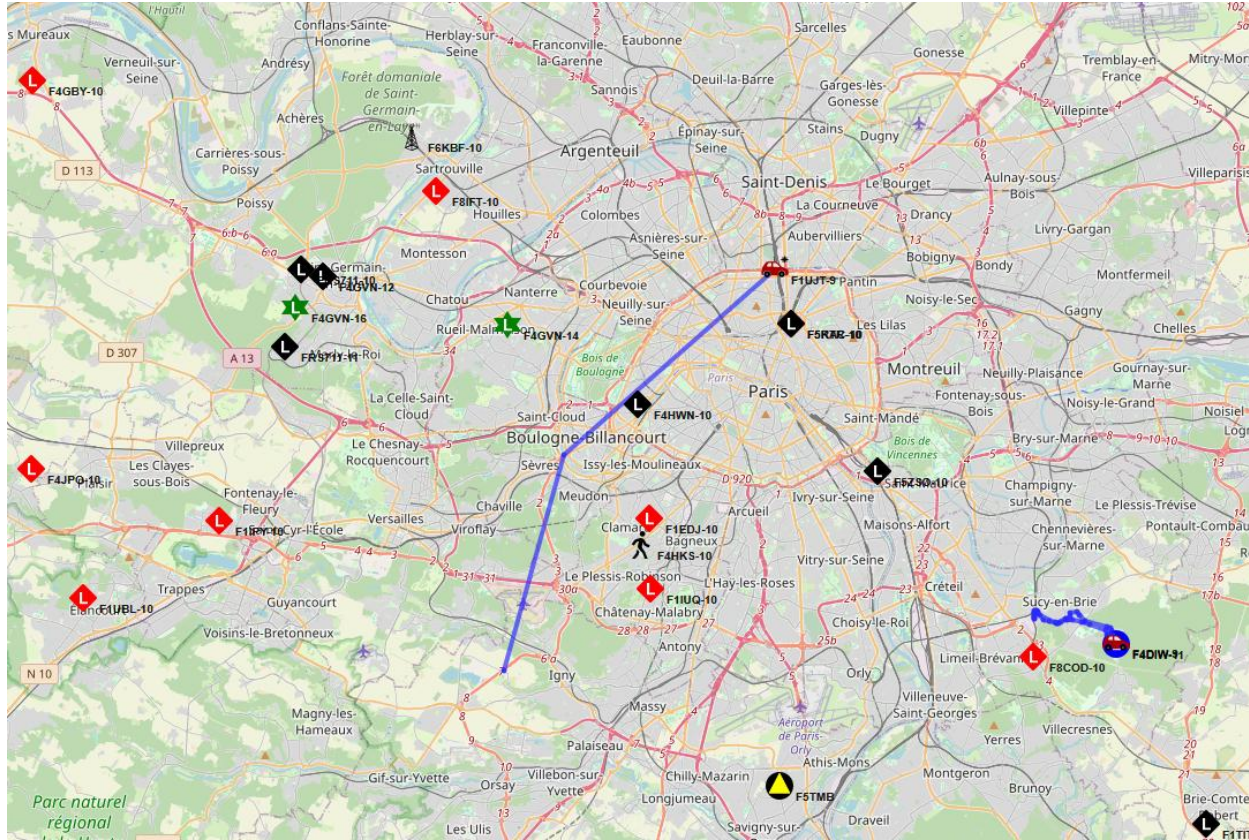 l'Hautil
Conflans-Sainte-
Honorine
Herblay-sur-
Seine
Franconville-
la-Garenne
Eaubonne
Sarcelles
Gonesse
102
s Mureaux
Verneuil-sur-
Seine
Andrésy
Forêt domaniale
de Saint-
Germain-
en-Laye
Sannois
Deuil-la-Barre
Garges-lès-
Gonesse
Tremblay-en-
France
Mitry-Mory
F4GBY-10
Achères
Villepinte
Épinay-sur-
Seine
Stains
Dugny
F6KBF-10
Carrières-sous-
Poissy
Argenteuil
Sartrouville
D 113
Saint-Denis
Le Bourget
Aulnay-sous-
Bois
Villeparisis
Poissy
F8IFT-10
Houilles
Colombes
La Courneuve
Drancy
Livry-Gargan
Asnières-sur-
Seine
Aubervilliers
Bobigny
Montesson
Bondy
F4GVN-12
Courbevoie
F1UJT-9
Pantin
Montfermeil
Chatou
Nanterre
Neuilly-sur-
Seine
Noisy-le-Sec
Gagny
F4GVN-16
Rueil-Malmaison
F4GVN-14
Les Lilas
Chelles
D 307
A 13
Bois de
Boulogne
Paris
Paris
Montreuil
Neuilly-Plaisance
Gournay-sur-
Marne
La Celle-Saint-
Cloud
Fontenay-sous-
Bois
Noisy-le-Grand
Noisiel
Saint-Cloud
F4HWN-10
Saint-Mandé
Villepreux
Le Chesnay-
Rocquencourt
Boulogne-Billancourt
Bois de
Vincennes
Bry-sur-Marne
Les Clayes-
sous-Bois
Sèvres
Issy-les-Moulineaux
F4JPO-10
Plaisir
D 920
Ivry-sur-Seine
F5ZSO-10
Champigny-
sur-Marne
Fontenay-le-
Fleury
Meudon
Le Plessis-Trévise
Versailles
Chaville
Viroflay
Clamart
F1EDJ-10
Bagneux
Arcueil
Maisons-Alfort
Chennevières-
sur-Marne
Pontault-Combau
F4HKS-10
Vitry-sur-Seine
Trappes
Le Plessis-Robinson
L'Haÿ-les-Roses
Créteil
F1UBL-10
Élancourt
Guyancourt
F1IUQ-10
Châtenay-Malabry
Sucy-en-Brie
Voisins-le-Bretonneux
Choisy-le-Roi
Antony
Orly
Limeil-Brévannes
F8COD-10
N 10
Igny
Villeneuve-
Saint-Georges
Magny-les-
Hameaux
Massy
Aéroport
de Paris-
Orly
Yerres
Villecresnes
Palaiseau
Gif-sur-Yvette
Orsay
Villebon-sur-
Yvette
Chilly-Mazarin
Athis-Mons
Montgeron
Longjumeau
F5TMB
Brunoy
Brie-Comte-
Parc naturel
régional
Les Ulis
Savigny-sur-
Draveil